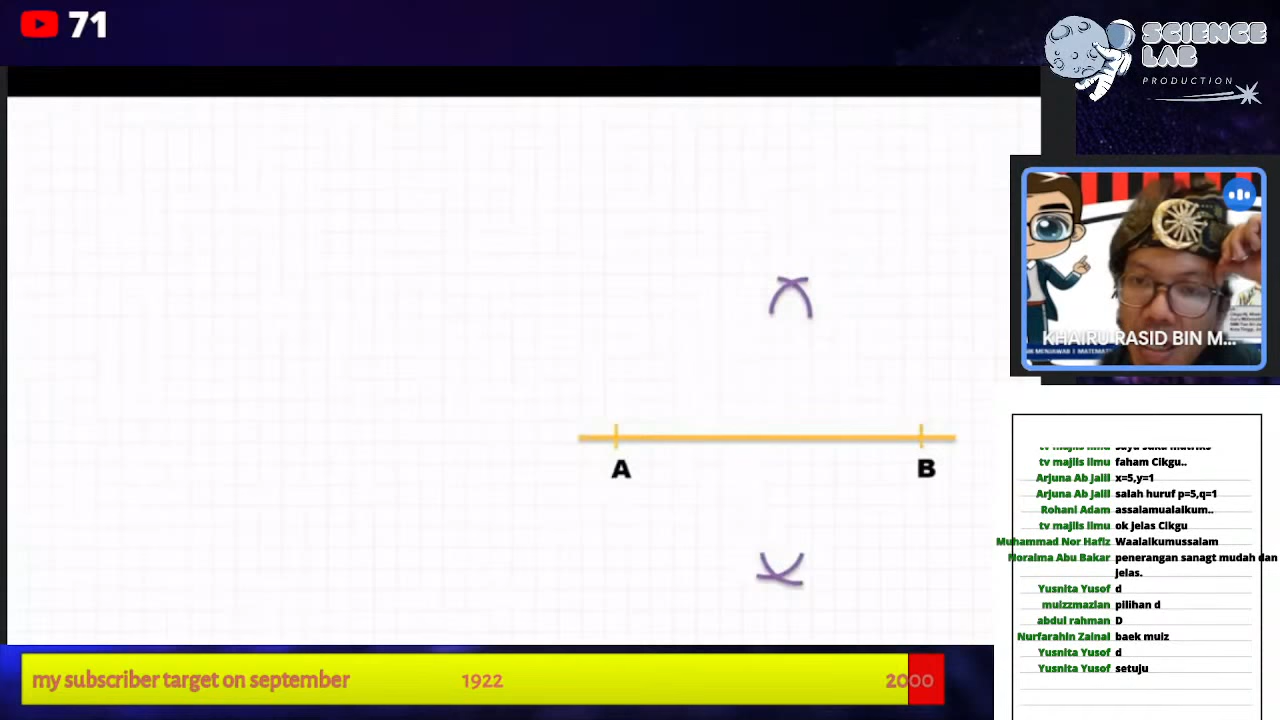 71
SCIENCE
LAB
PRODUCTION
KHAIRU RASID BIN M...
A
B
tv majlis ilmu faham Cikgu..
Arjuna Ab Jalil x=5,y=1
Arjuna Ab Jalil salah huruf p=5,q=1
Rohani Adam assalamualaikum..
tv majlis ilmu ok jelas Cikgu
Muhammad Nor Hafiz Waalaikumussalam
Noraima Abu Bakar penerangan sanagt mudah dan
jelas.
Yusnita Yusof d
muizzmazlan pilihan d
abdul rahman D
Nurfarahin Zainal baek muiz
Yusnita Yusof d
Yusnita Yusof setuju
my subscriber target on september 1922 2000